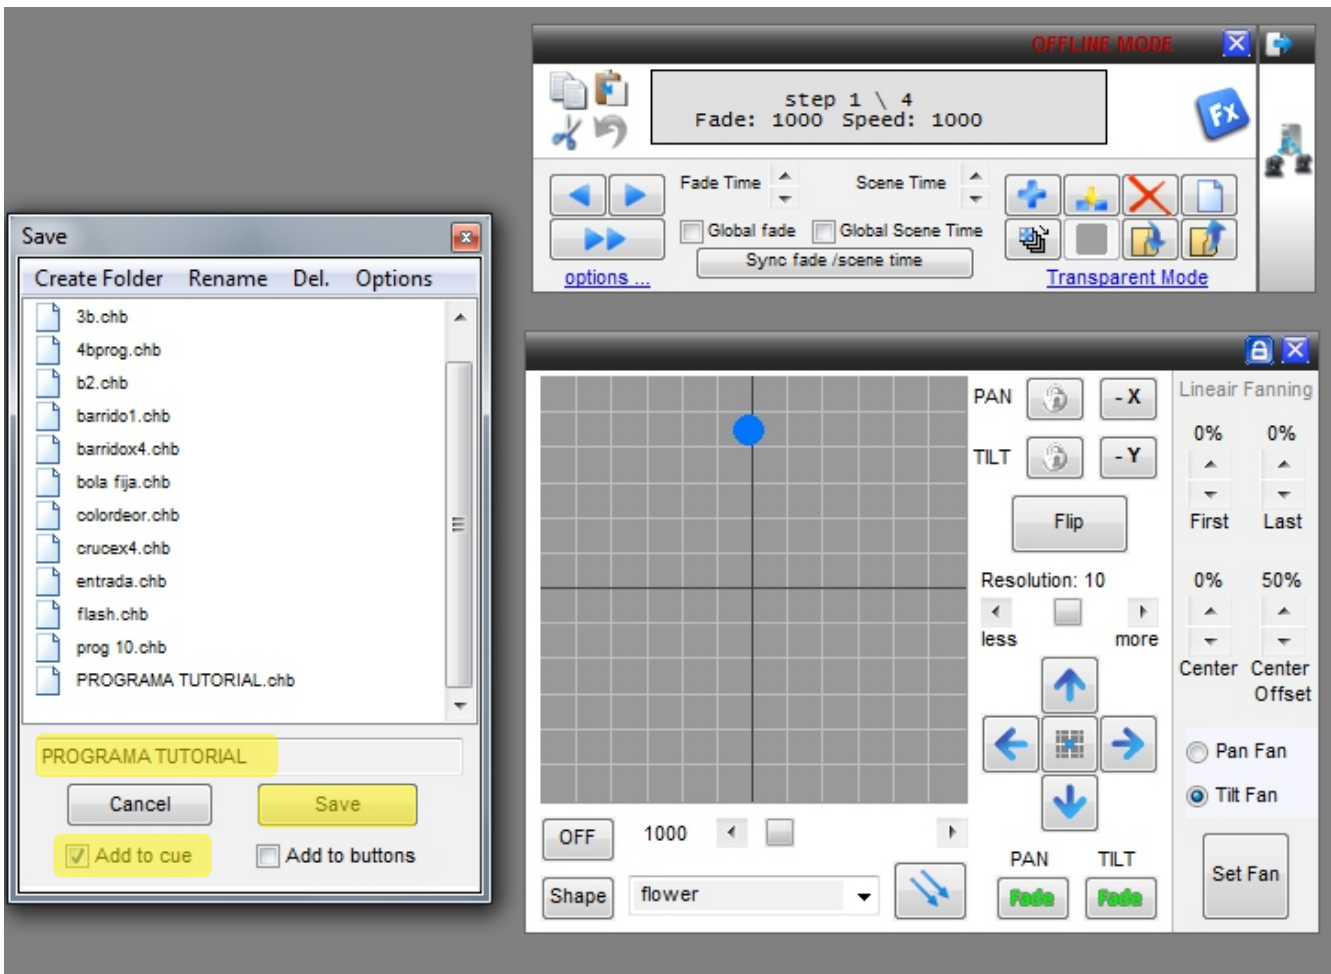 Save
Create Folder Rename Del. Options
3b.chb
4bprog.chb
b2.chb
barrido1.chb
barridox4.chb
bola fija.chb
colordeor.chb
crucex4.chb
entrada.chb
flash.chb
prog 10.chb
PROGRAMA TUTORIAL.chb
PROGRAMA TUTORIAL
Cancel Save
Add to cue Add to buttons
OFFLINE MODE
step 1 \ 4
Fade: 1000 Speed: 1000
Fx
Fade Time Scene Time
Global fade Global Scene Time
Sync fade /scene time
options ... Transparent Mode
PAN - X
TILT - Y
Flip
Resolution: 10
less more
OFF 1000
Shape flower
PAN TILT
Fade Fade
Lineair Fanning
0% 0%
First Last
0% 50%
Center Center
Offset
Pan Fan
Tilt Fan
Set Fan